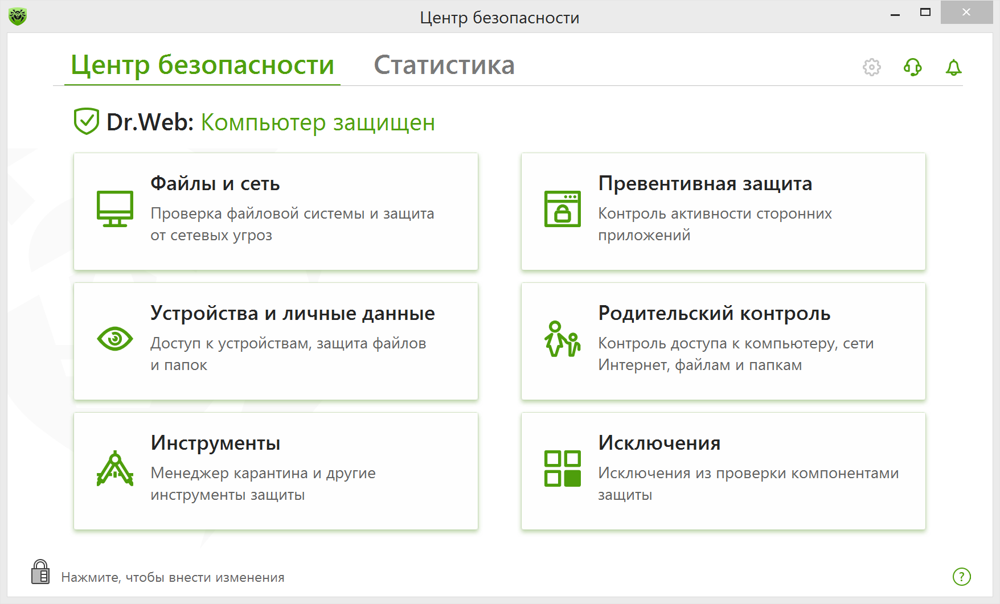 Центр безопасности
Центр безопасности
Статистика
Dr.Web: Компьютер защищен
Файлы и сеть
Проверка файловой системы и защита
от сетевых угроз
Превентивная защита
Контроль активности сторонних
приложений
Устройства и личные данные
Доступ к устройствам, защита файлов
и папок
Родительский контроль
Контроль доступа к компьютеру, сети
Интернет, файлам и папкам
Инструменты
Менеджер карантина и другие
инструменты защиты
Исключения
Исключения из проверки компонентами
защиты
Нажмите, чтобы внести изменения
?